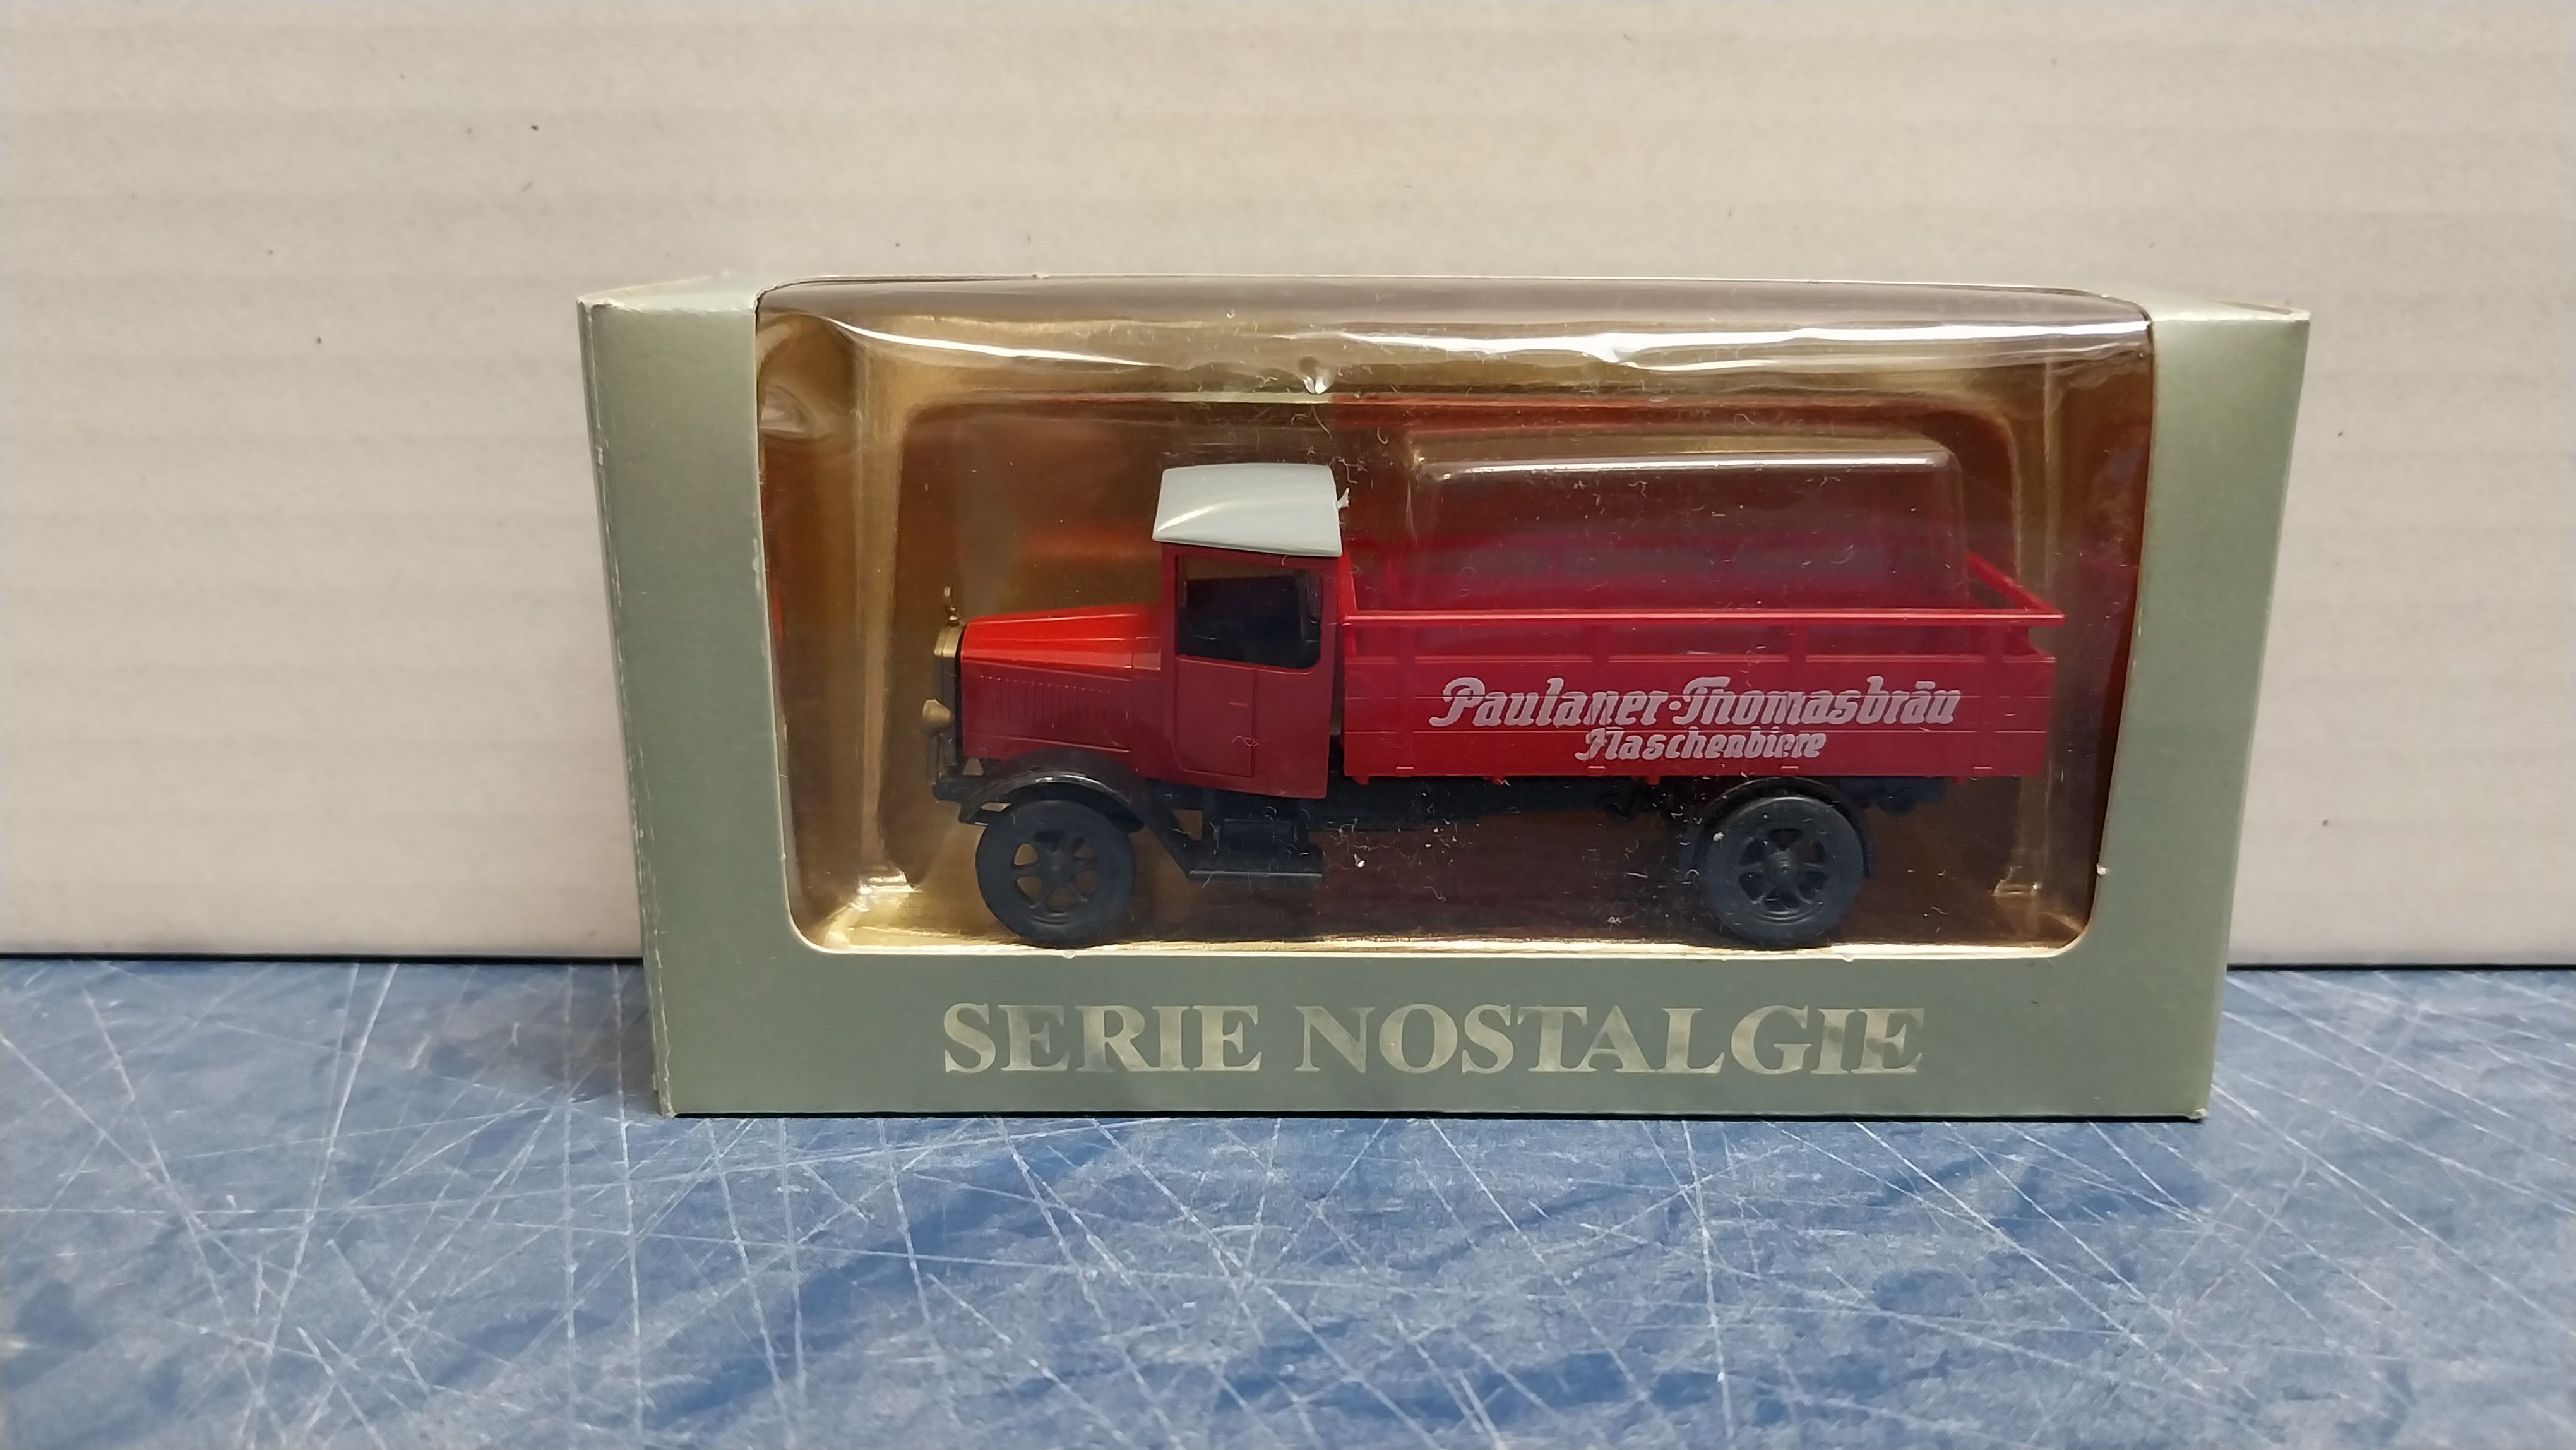 Paulaner-Thomasbräu
Flaschenbiere
SERIE NOSTALGIE